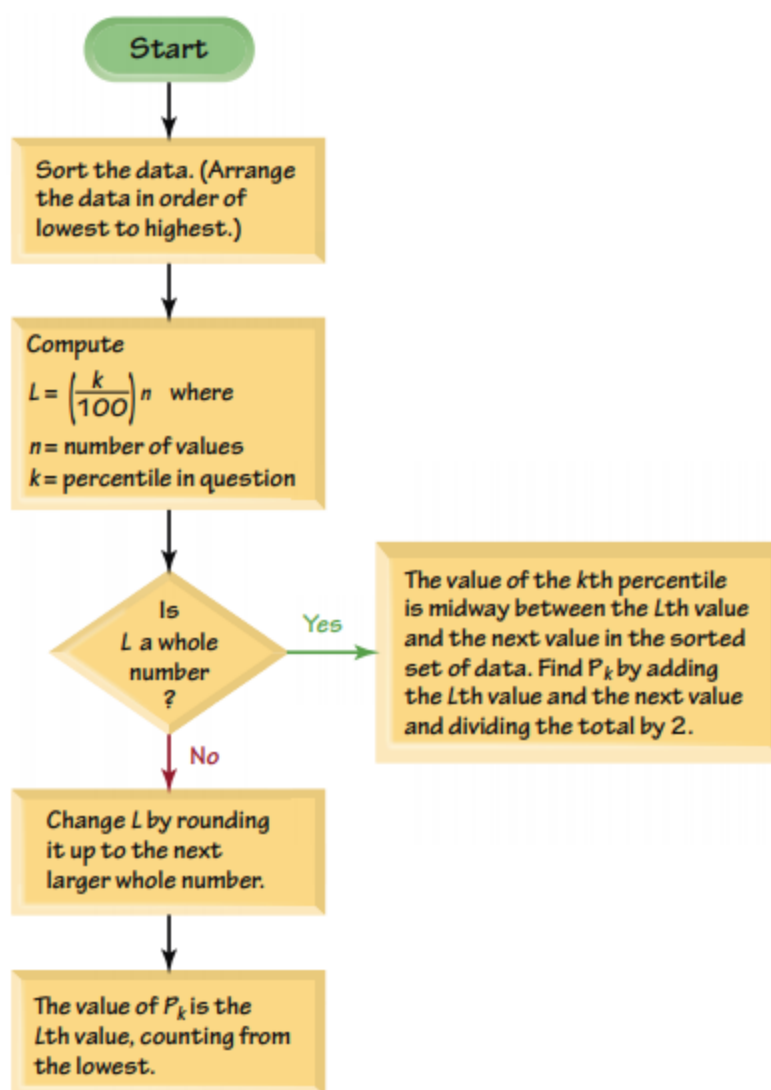 Start
Sort the data. (Arrange
the data in order of
lowest to highest.)
Compute
L = (k/100) n where
n = number of values
k = percentile in question
Is
L a whole
number
?
Yes
The value of the kth percentile
is midway between the Lth value
and the next value in the sorted
set of data. Find Pₖ by adding
the Lth value and the next value
and dividing the total by 2.
No
Change L by rounding
it up to the next
larger whole number.
The value of Pₖ is the
Lth value, counting from
the lowest.